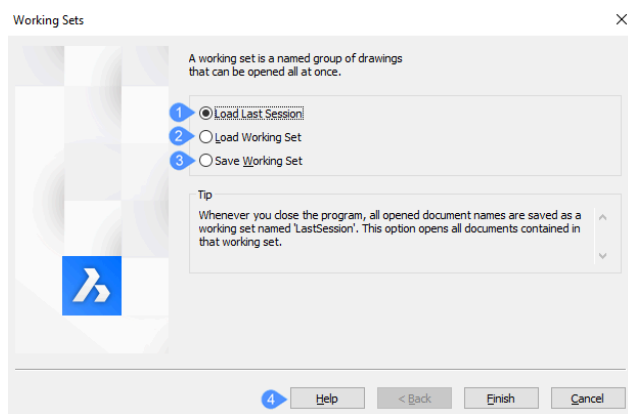 Working Sets
A working set is a named group of drawings
that can be opened all at once.
1 Load Last Session
2 Load Working Set
3 Save Working Set
Tip
Whenever you close the program, all opened document names are saved as a
working set named 'LastSession'. This option opens all documents contained in
that working set.
4 Help < Back Finish Cancel